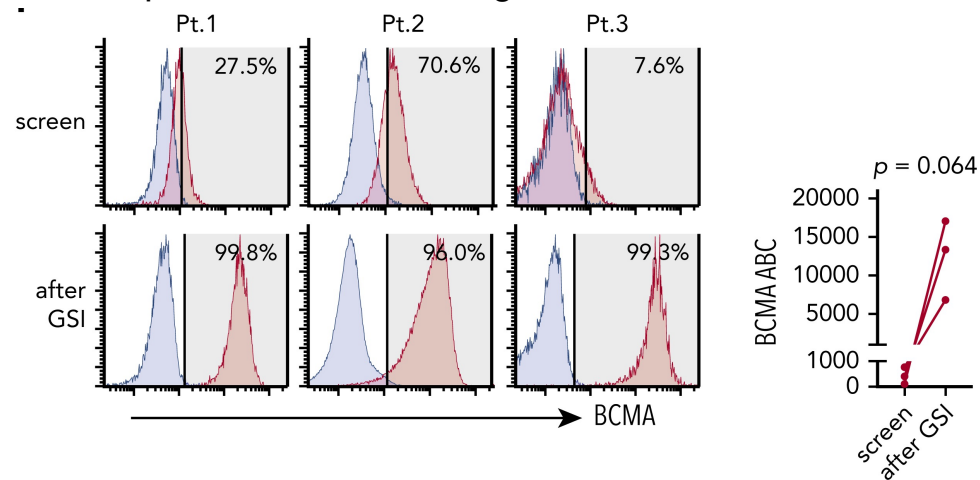 Pt.1
Pt.2
Pt.3
screen
27.5%
70.6%
7.6%
after
GSI
99.8%
96.0%
99.3%
BCMA
p = 0.064
BCMA ABC
20000
15000
10000
5000
1000
0
screen
after GSI